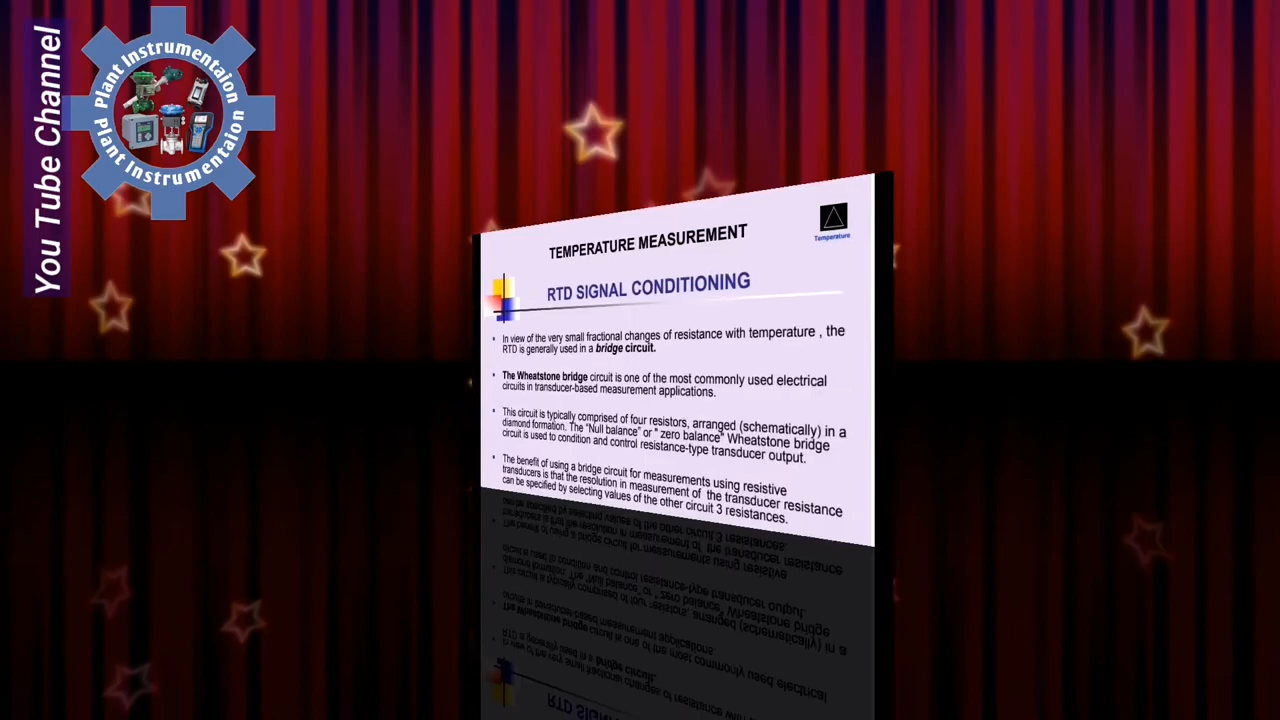 You Tube Channel
Plant Instrumentaion
Plant Instrumentaion
TEMPERATURE MEASUREMENT
Temperature
RTD SIGNAL CONDITIONING
• In view of the very small fractional changes of resistance with temperature , the
RTD is generally used in a bridge circuit.
• The Wheatstone bridge circuit is one of the most commonly used electrical
circuits in transducer-based measurement applications.
• This circuit is typically comprised of four resistors, arranged (schematically) in a
diamond formation. The "Null balance" or " zero balance" Wheatstone bridge
circuit is used to condition and control resistance-type transducer output.
• The benefit of using a bridge circuit for measurements using resistive
transducers is that the resolution in measurement of the transducer resistance
can be specified by selecting values of the other circuit 3 resistances.